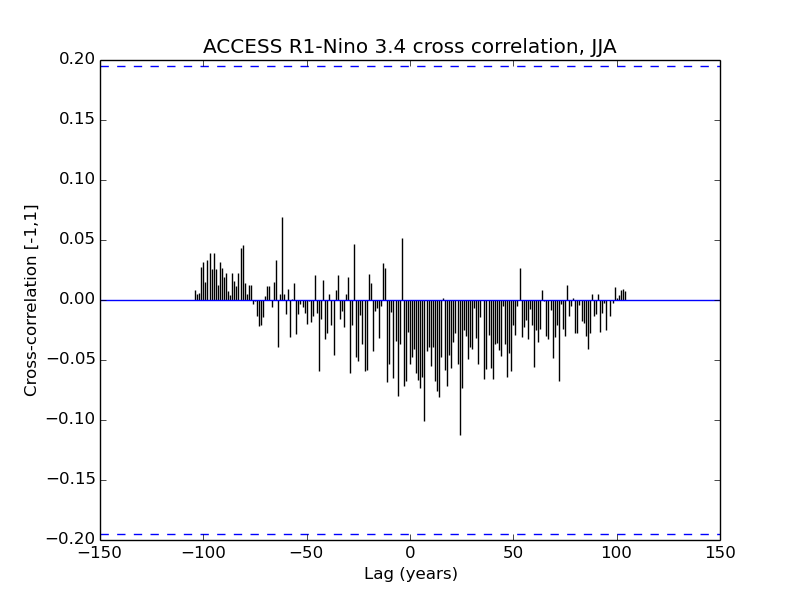 ACCESS R1-Nino 3.4 cross correlation, JJA
0.20
0.15
0.10
0.05
0.00
−0.05
−0.10
−0.15
−0.20
Cross-correlation [-1,1]
−150 −100 −50 0 50 100 150
Lag (years)